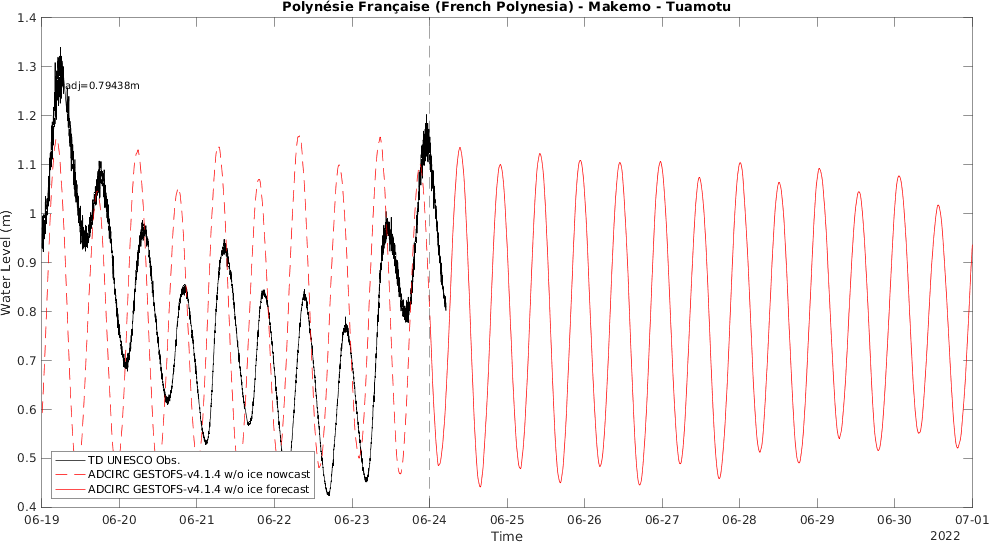 Polynésie Française (French Polynesia) - Makemo - Tuamotu
1.4
1.3
1.2
1.1
1
0.9
0.8
0.7
0.6
0.5
0.4
Water Level (m)
adj=0.79438m
TD UNESCO Obs.
ADCIRC GESTOFS-v4.1.4 w/o ice nowcast
ADCIRC GESTOFS-v4.1.4 w/o ice forecast
06-19 06-20 06-21 06-22 06-23 06-24 06-25 06-26 06-27 06-28 06-29 06-30 07-01
Time
2022